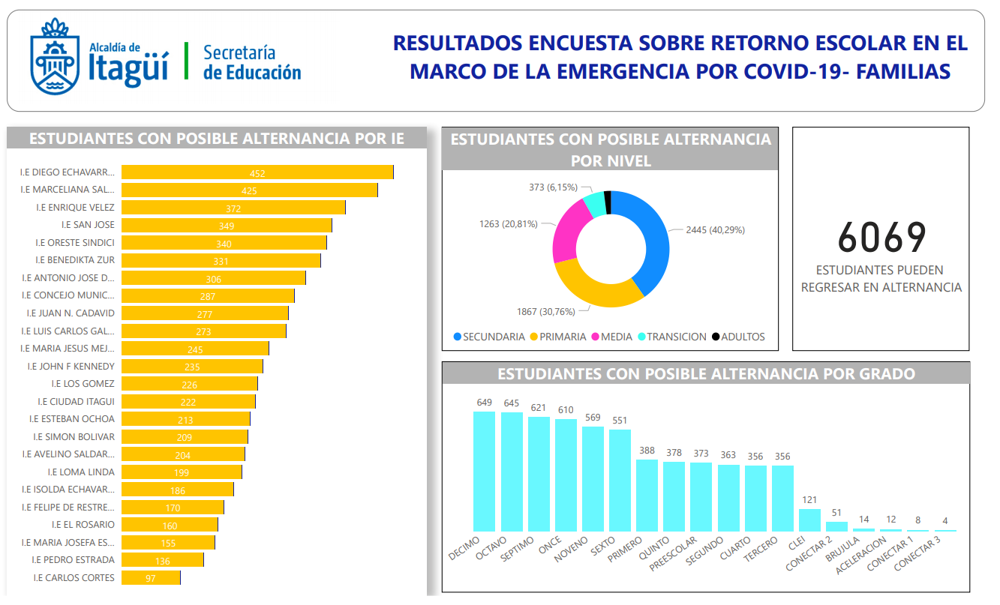 Alcaldía de
Itagüí
Secretaría
de Educación
RESULTADOS ENCUESTA SOBRE RETORNO ESCOLAR EN EL
MARCO DE LA EMERGENCIA POR COVID-19- FAMILIAS
ESTUDIANTES CON POSIBLE ALTERNANCIA POR IE
I.E DIEGO ECHAVARR... 452
I.E MARCELIANA SAL... 425
I.E ENRIQUE VELEZ 372
I.E SAN JOSE 349
I.E ORESTE SINDICI 340
I.E BENEDIKTA ZUR 331
I.E ANTONIO JOSE D... 306
I.E CONCEJO MUNIC... 287
I.E JUAN N. CADAVID 277
I.E LUIS CARLOS GAL... 273
I.E MARIA JESUS MEJ... 245
I.E JOHN F KENNEDY 235
I.E LOS GOMEZ 226
I.E CIUDAD ITAGUI 222
I.E ESTEBAN OCHOA 213
I.E SIMON BOLIVAR 209
I.E AVELINO SALDAR... 204
I.E LOMA LINDA 199
I.E ISOLDA ECHAVAR... 186
I.E FELIPE DE RESTRE... 170
I.E EL ROSARIO 160
I.E MARIA JOSEFA ES... 155
I.E PEDRO ESTRADA 136
I.E CARLOS CORTES 97
ESTUDIANTES CON POSIBLE ALTERNANCIA
POR NIVEL
373 (6,15%)
1263 (20,81%)
2445 (40,29%)
1867 (30,76%)
SECUNDARIA PRIMARIA MEDIA TRANSICION ADULTOS
6069
ESTUDIANTES PUEDEN
REGRESAR EN ALTERNANCIA
ESTUDIANTES CON POSIBLE ALTERNANCIA POR GRADO
649 645 621 610 569 551 388 378 373 363 356 356 121 51 14 12 8 4
DECIMO OCTAVO SEPTIMO ONCE NOVENO SEXTO PRIMERO QUINTO PREESCOLAR SEGUNDO CUARTO TERCERO CLEI CONECTAR 2 BRUJULA ACELERACION CONECTAR 1 CONECTAR 3